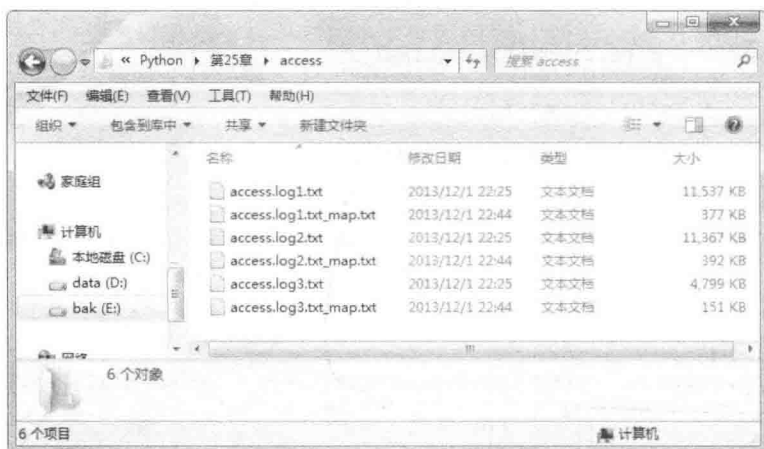 « Python ▸ 第25章 ▸ access
搜索 access
文件(F) 编辑(E) 查看(V) 工具(T) 帮助(H)
组织 ▾ 包含到库中 ▾ 共享 ▾ 新建文件夹
名称 修改日期 类型 大小
家庭组
计算机
本地磁盘 (C:)
data (D:)
bak (E:)
网络
access.log1.txt 2013/12/1 22:25 文本文档 11,537 KB
access.log1.txt_map.txt 2013/12/1 22:44 文本文档 377 KB
access.log2.txt 2013/12/1 22:25 文本文档 11,367 KB
access.log2.txt_map.txt 2013/12/1 22:44 文本文档 392 KB
access.log3.txt 2013/12/1 22:25 文本文档 4,799 KB
access.log3.txt_map.txt 2013/12/1 22:44 文本文档 151 KB
6 个对象
6 个项目 计算机